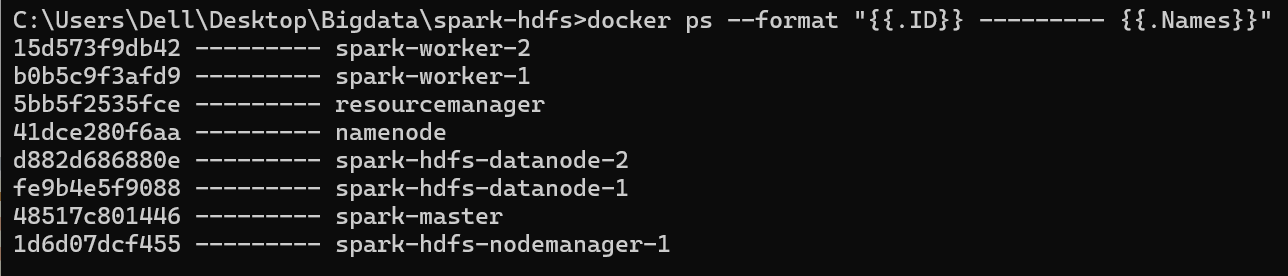 C:\Users\Dell\Desktop\Bigdata\spark-hdfs>docker ps --format "{{.ID}} --------- {{.Names}}"
15d573f9db42 --------- spark-worker-2
b0b5c9f3afd9 --------- spark-worker-1
5bb5f2535fce --------- resourcemanager
41dce280f6aa --------- namenode
d882d686880e --------- spark-hdfs-datanode-2
fe9b4e5f9088 --------- spark-hdfs-datanode-1
48517c801446 --------- spark-master
1d6d07dcf455 --------- spark-hdfs-nodemanager-1